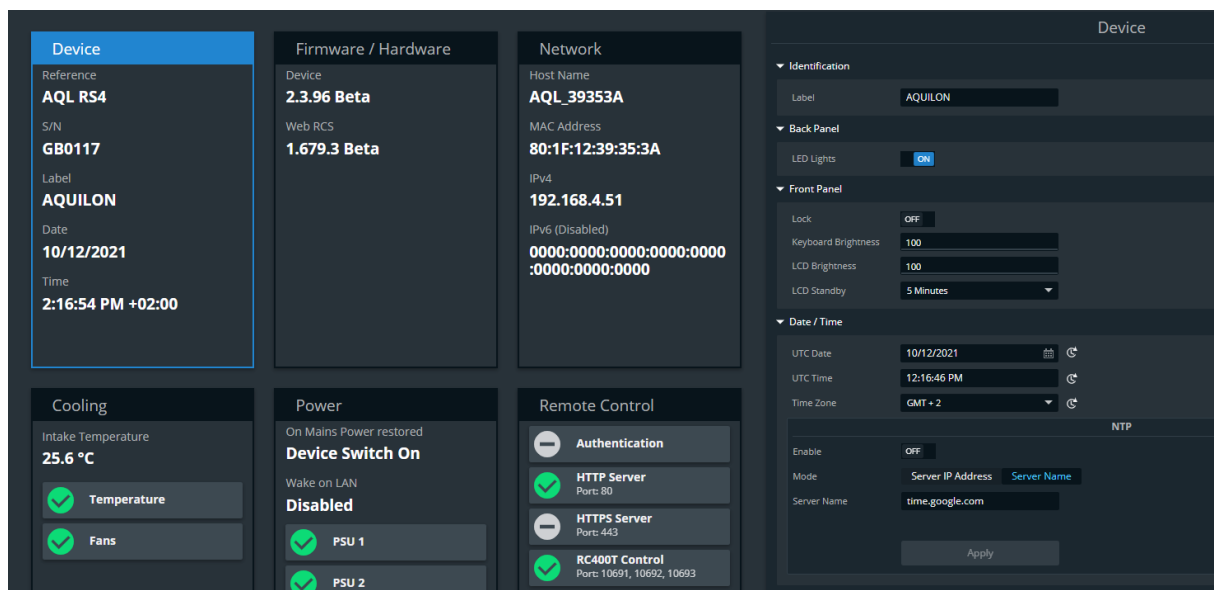 Device
Reference
AQL RS4
S/N
GB0117
Label
AQUILON
Date
10/12/2021
Time
2:16:54 PM +02:00
Firmware / Hardware
Device
2.3.96 Beta
Web RCS
1.679.3 Beta
Network
Host Name
AQL_39353A
MAC Address
80:1F:12:39:35:3A
IPv4
192.168.4.51
IPv6 (Disabled)
0000:0000:0000:0000:0000
:0000:0000:0000
Cooling
Intake Temperature
25.6 °C
Temperature
Fans
Power
On Mains Power restored
Device Switch On
Wake on LAN
Disabled
PSU 1
PSU 2
Remote Control
Authentication
HTTP Server
Port: 80
HTTPS Server
Port: 443
RC400T Control
Port: 10691, 10692, 10693
Device
Identification
Label AQUILON
Back Panel
LED Lights ON
Front Panel
Lock OFF
Keyboard Brightness 100
LCD Brightness 100
LCD Standby 5 Minutes
Date / Time
UTC Date 10/12/2021
UTC Time 12:16:46 PM
Time Zone GMT + 2
NTP
Enable OFF
Mode Server IP Address Server Name
Server Name time.google.com
Apply